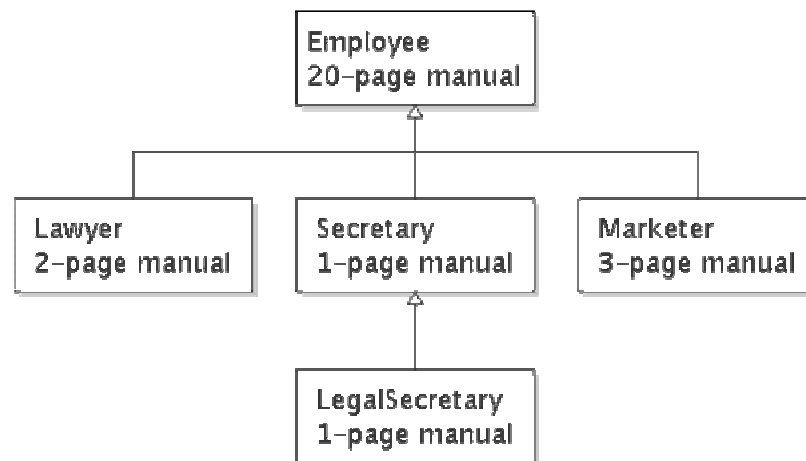 Employee
20-page manual
Lawyer
2-page manual
Secretary
1-page manual
Marketer
3-page manual
LegalSecretary
1-page manual